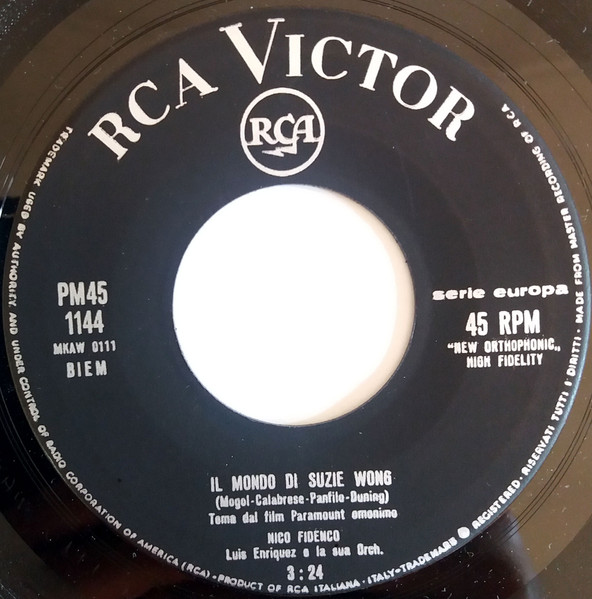 RCA VICTOR
RCA
PM45
1144
MKAW 0111
BIEM
serie europa
45 RPM
“NEW ORTHOPHONIC„
HIGH FIDELITY
IL MONDO DI SUZIE WONG
(Mogol-Calabrese-Panfilo-Duning)
Tema dal film Paramount omonimo
NICO FIDENCO
Luis Enriquez e la sua Orch.
3:24
TRADEMARK USED BY AUTHORITY AND UNDER CONTROL OF RADIO CORPORATION OF AMERICA (RCA) - PRODUCT OF RCA ITALIANA - ITALY - TRADEMARK ® REGISTERED - RISERVATI TUTTI I DIRITTI - MADE FROM MASTER RECORDING OF RCA